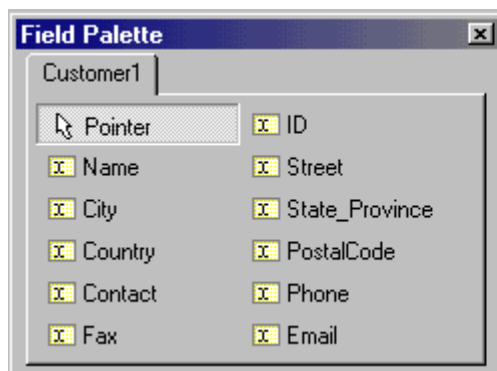 Field Palette
Customer1
Pointer ID
Name Street
City State_Province
Country PostalCode
Contact Phone
Fax Email